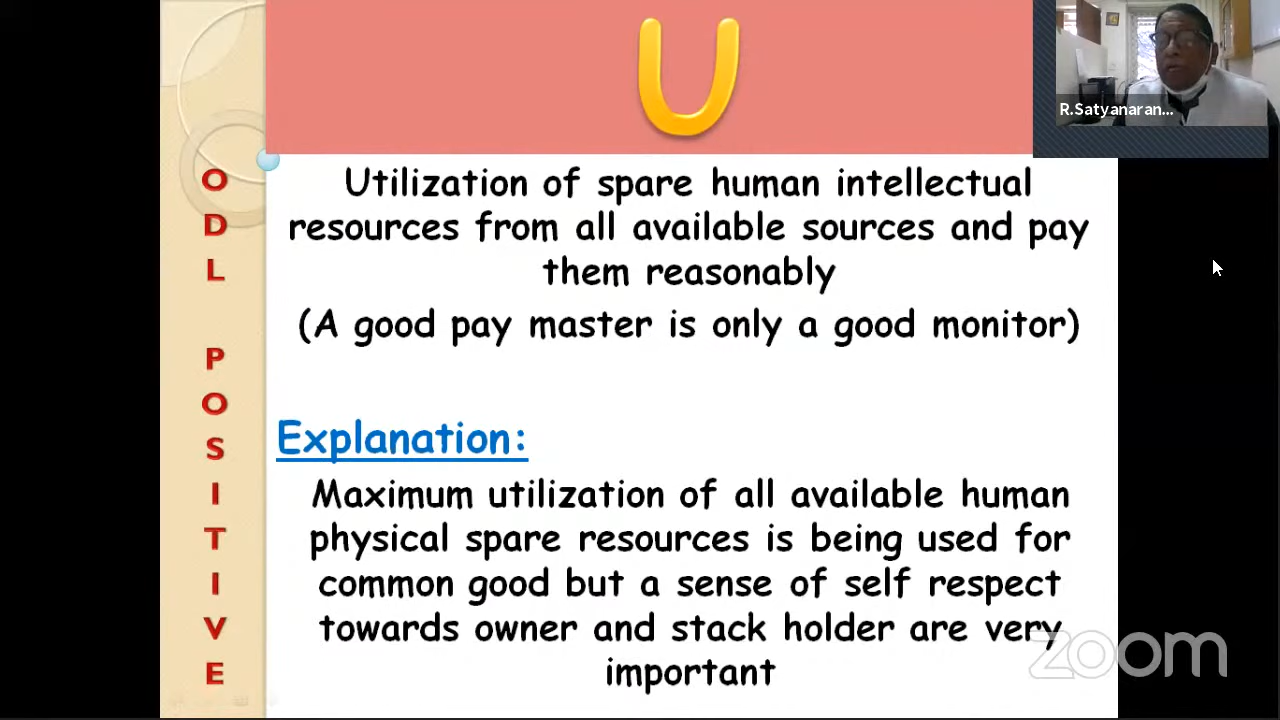 U
R.Satyanaran...
O
D
L
P
O
S
I
T
I
V
E
Utilization of spare human intellectual
resources from all available sources and pay
them reasonably
(A good pay master is only a good monitor)
Explanation:
Maximum utilization of all available human
physical spare resources is being used for
common good but a sense of self respect
towards owner and stack holder are very
important
zoom